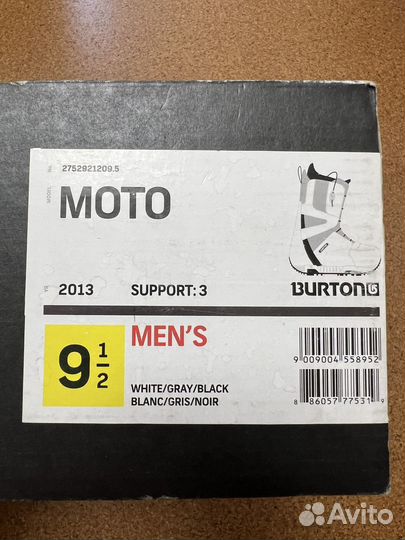 MODEL
No.
2752921209.5
MOTO
YR
2013
SUPPORT: 3
BURTON
9 1/2
MEN'S
WHITE/GRAY/BLACK
BLANC/GRIS/NOIR
9 009004 558952
8 86057 77531 9
Avito